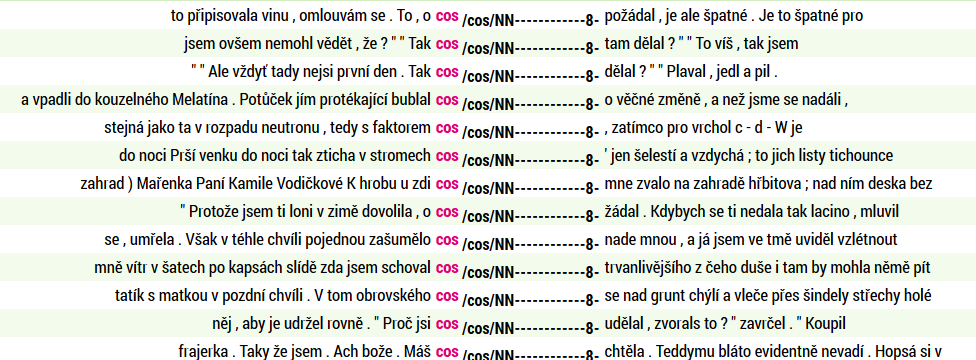 to připisovala vinu , omlouvám se . To , o cos /cos/NN------------8- požádal , je ale špatné . Je to špatné pro
jsem ovšem nemohl vědět , že ? " " Tak cos /cos/NN------------8- tam dělal ? " " To víš , tak jsem
" " Ale vždyť tady nejsi první den . Tak cos /cos/NN------------8- dělal ? " " Plaval , jedl a pil .
a vpadli do kouzelného Melatína . Potůček jím protékající bublal cos /cos/NN------------8- o věčné změně , a než jsme se nadáli ,
stejná jako ta v rozpadu neutronu , tedy s faktorem cos /cos/NN------------8- , zatímco pro vrchol c - d - W je
do noci Prší venku do noci tak zticha v stromech cos /cos/NN------------8- ' jen šelestí a vzdychá ; to jich listy tichounce
zahrad ) Mařenka Paní Kamile Vodičkové K hrobu u zdi cos /cos/NN------------8- mne zvalo na zahradě hřbitova ; nad ním deska bez
" Protože jsem ti loni v zimě dovolila , o cos /cos/NN------------8- žádal . Kdybych se ti nedala tak lacino , mluvil
se , umřela . Však v téhle chvíli pojednou zašumělo cos /cos/NN------------8- nade mnou , a já jsem ve tmě uviděl vzlétnout
mně vítr v šatech po kapsách slídě zda jsem schoval cos /cos/NN------------8- trvanlivějšího z čeho duše i tam by mohla němě pít
tatík s matkou v pozdní chvíli . V tom obrovského cos /cos/NN------------8- se nad grunt chýlí a vleče přes šindely střechy holé
něj , aby je udržel rovně . " Proč jsi cos /cos/NN------------8- udělal , zvorals to ? " zavrčel . " Koupil
frajerka . Taky že jsem . Ach bože . Máš cos /cos/NN------------8- chtěla . Teddymu bláto evidentně nevadí . Hopsá si v